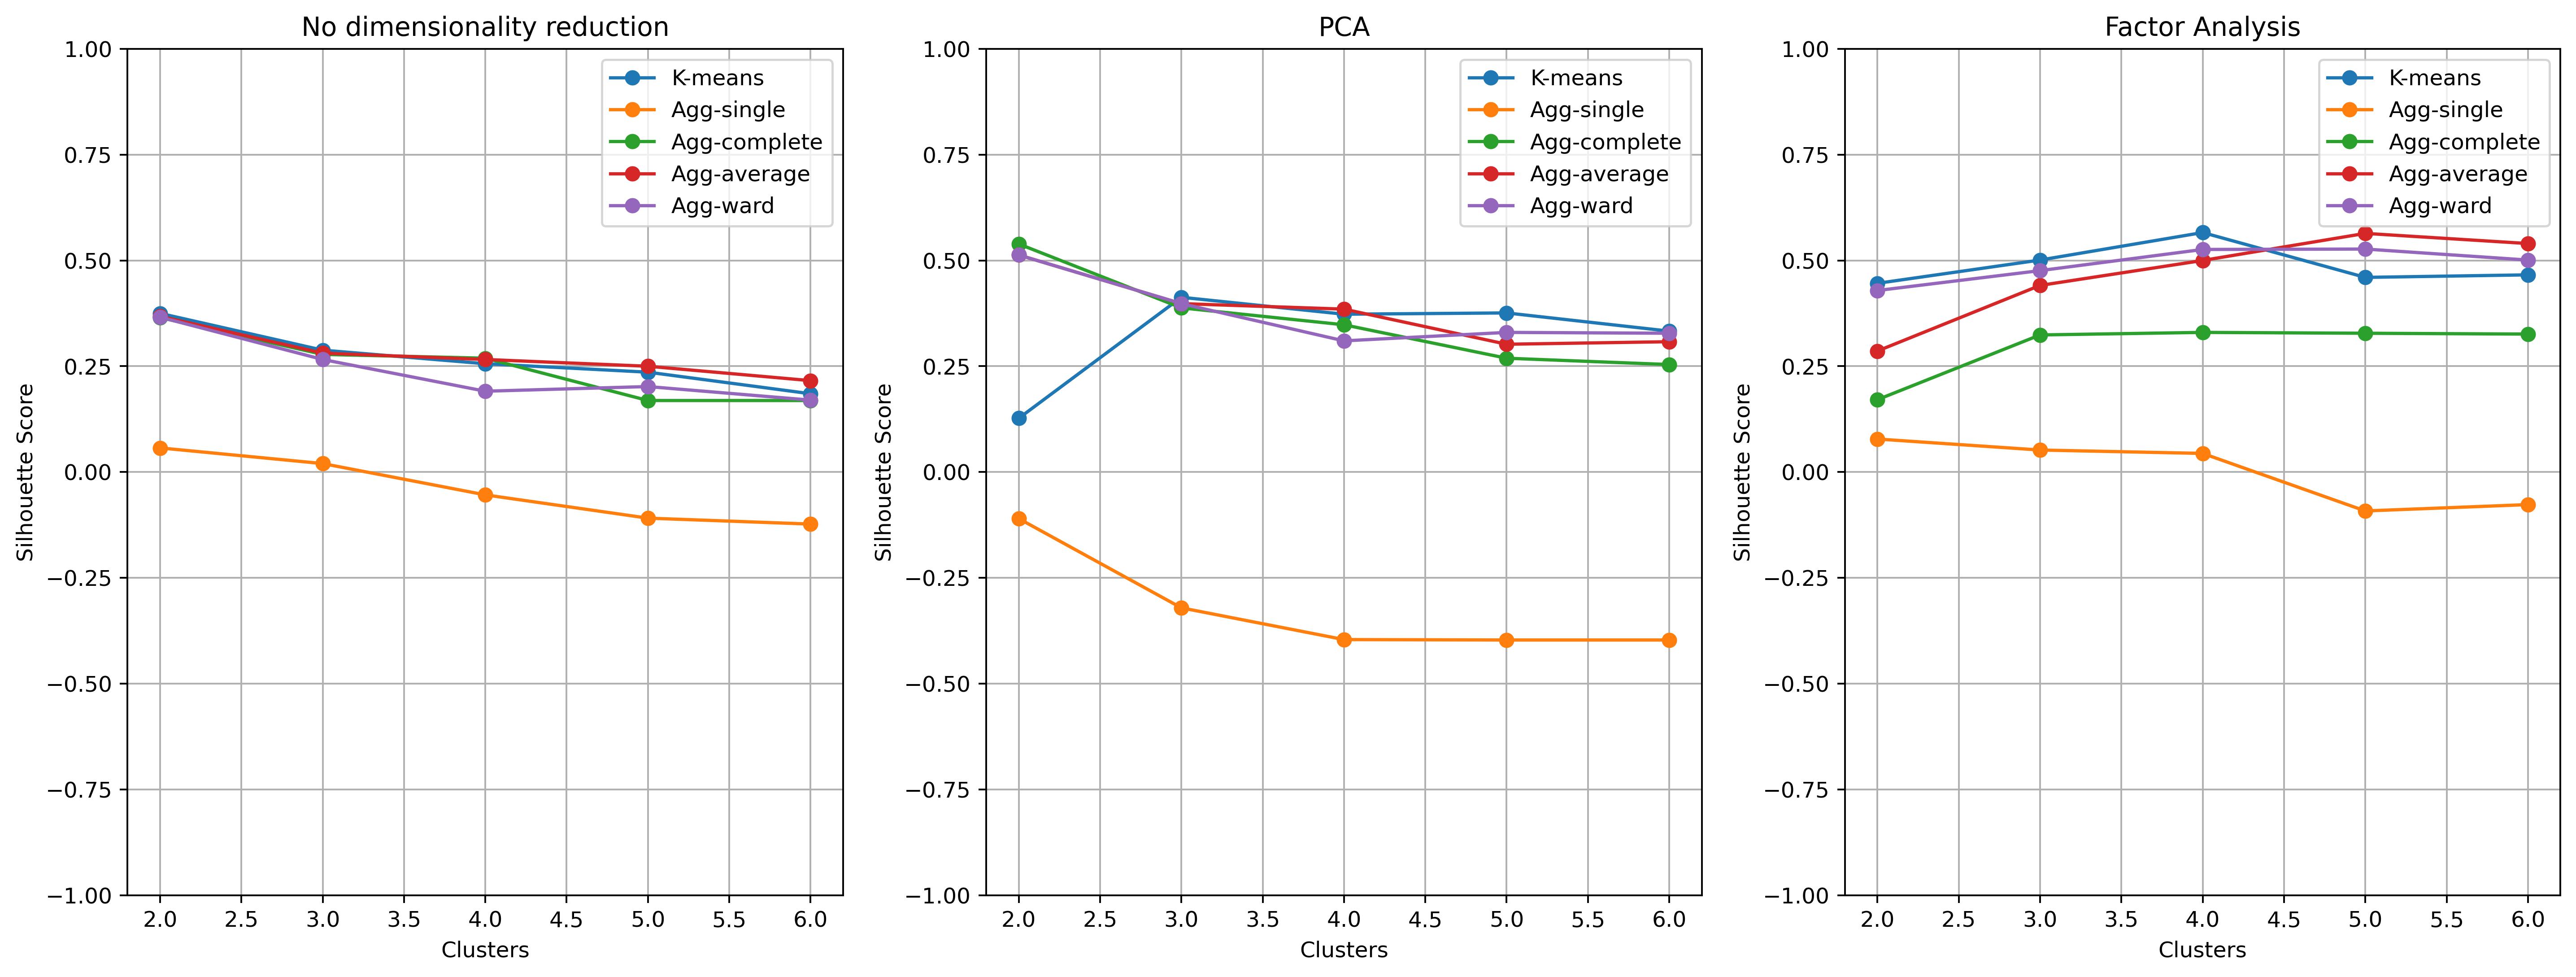 No dimensionality reduction
1.00
0.75
0.50
0.25
0.00
−0.25
−0.50
−0.75
−1.00
Silhouette Score
K-means
Agg-single
Agg-complete
Agg-average
Agg-ward
2.0 2.5 3.0 3.5 4.0 4.5 5.0 5.5 6.0
Clusters
PCA
1.00
0.75
0.50
0.25
0.00
−0.25
−0.50
−0.75
−1.00
Silhouette Score
K-means
Agg-single
Agg-complete
Agg-average
Agg-ward
2.0 2.5 3.0 3.5 4.0 4.5 5.0 5.5 6.0
Clusters
Factor Analysis
1.00
0.75
0.50
0.25
0.00
−0.25
−0.50
−0.75
−1.00
Silhouette Score
K-means
Agg-single
Agg-complete
Agg-average
Agg-ward
2.0 2.5 3.0 3.5 4.0 4.5 5.0 5.5 6.0
Clusters